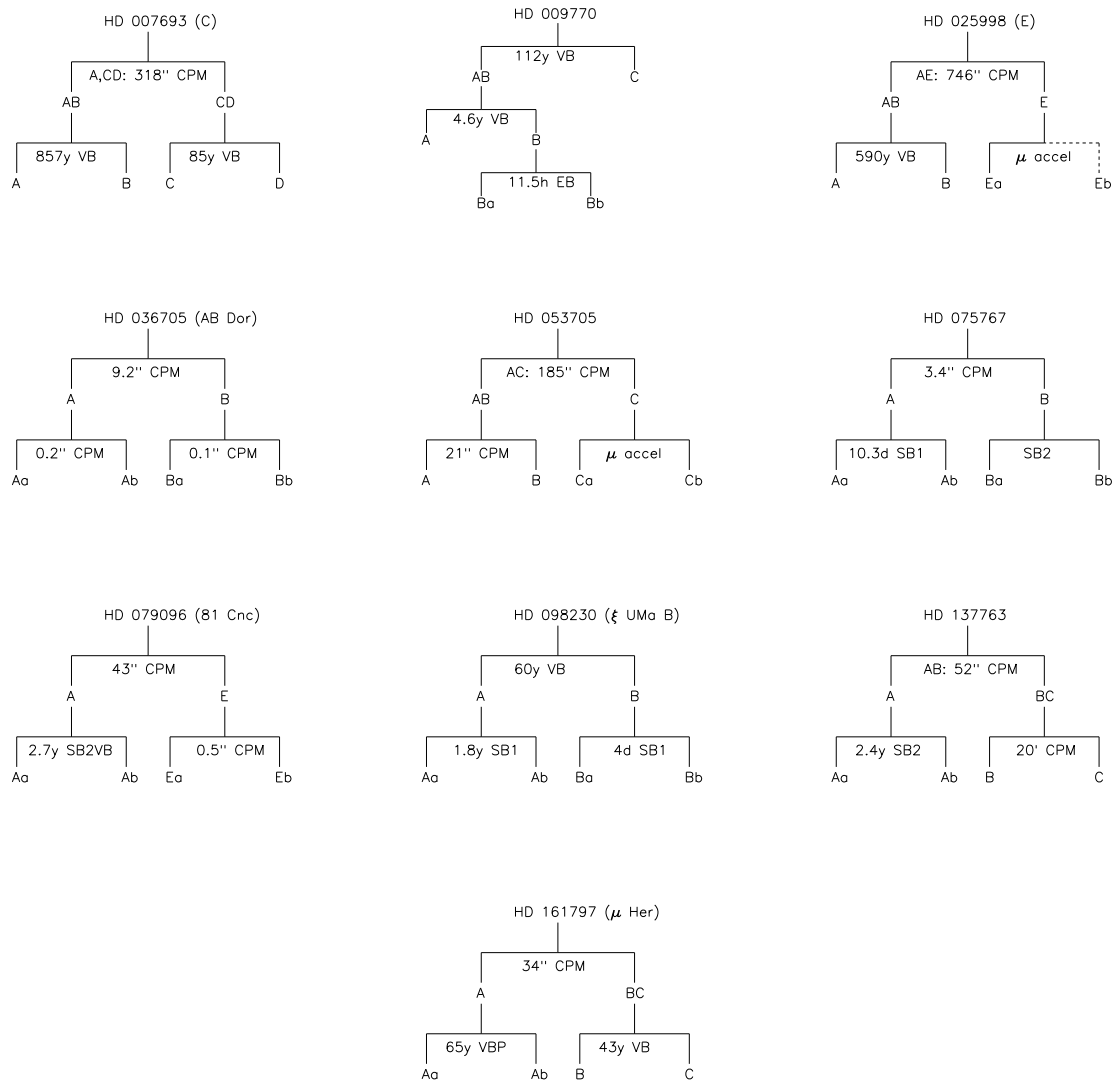 HD 007693 (C)
A,CD: 318" CPM
AB CD
857y VB 85y VB
A B C D
HD 009770
112y VB
AB C
4.6y VB
A B
11.5h EB
Ba Bb
HD 025998 (E)
AE: 746" CPM
AB E
590y VB μ accel
A B Ea Eb
HD 036705 (AB Dor)
9.2" CPM
A B
0.2" CPM 0.1" CPM
Aa Ab Ba Bb
HD 053705
AC: 185" CPM
AB C
21" CPM μ accel
A B Ca Cb
HD 075767
3.4" CPM
A B
10.3d SB1 SB2
Aa Ab Ba Bb
HD 079096 (81 Cnc)
43" CPM
A E
2.7y SB2VB 0.5" CPM
Aa Ab Ea Eb
HD 098230 (ξ UMa B)
60y VB
A B
1.8y SB1 4d SB1
Aa Ab Ba Bb
HD 137763
AB: 52" CPM
A BC
2.4y SB2 20' CPM
Aa Ab B C
HD 161797 (μ Her)
34" CPM
A BC
65y VBP 43y VB
Aa Ab B C